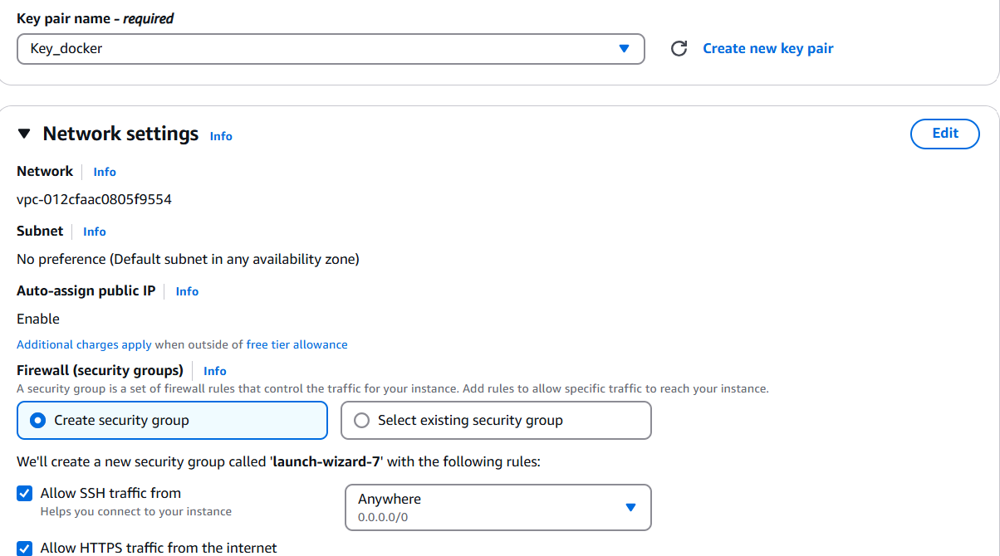 Key pair name - required
Key_docker
Create new key pair
Network settings Info
Edit
Network Info
vpc-012cfaac0805f9554
Subnet Info
No preference (Default subnet in any availability zone)
Auto-assign public IP Info
Enable
Additional charges apply when outside of free tier allowance
Firewall (security groups) Info
A security group is a set of firewall rules that control the traffic for your instance. Add rules to allow specific traffic to reach your instance.
Create security group
Select existing security group
We'll create a new security group called 'launch-wizard-7' with the following rules:
Allow SSH traffic from
Helps you connect to your instance
Anywhere
0.0.0.0/0
Allow HTTPS traffic from the internet